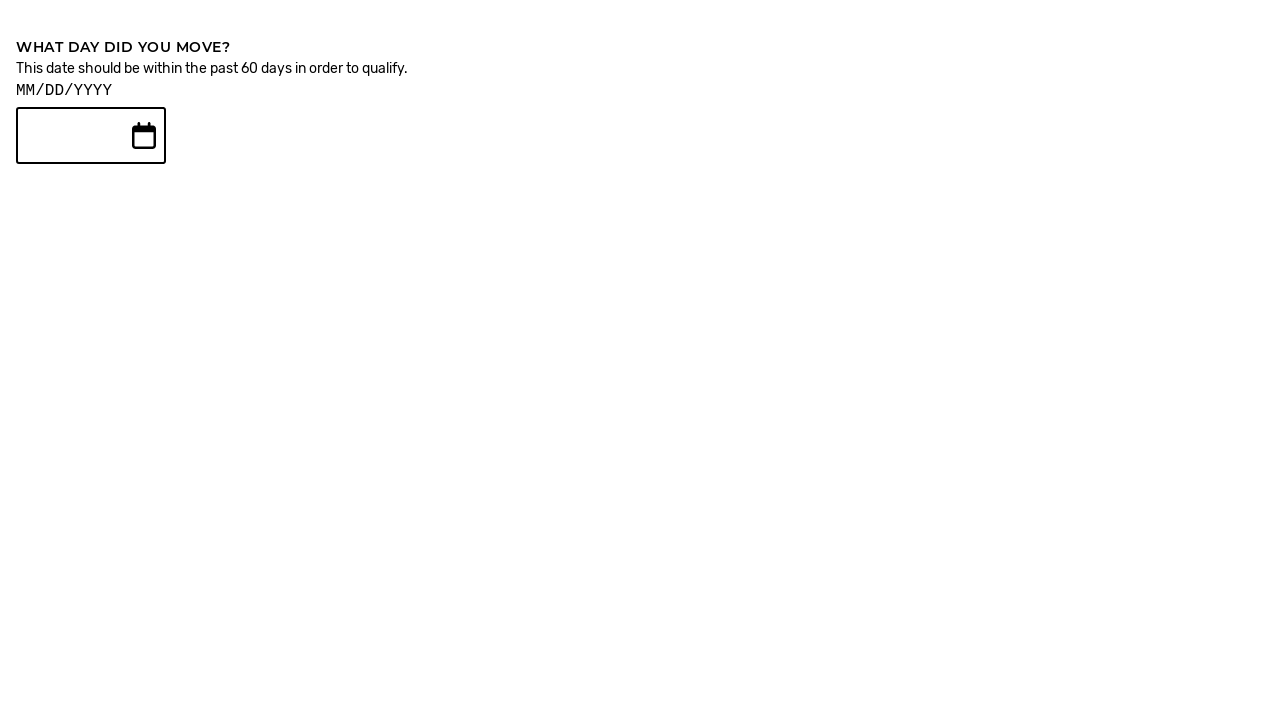 WHAT DAY DID YOU MOVE?
This date should be within the past 60 days in order to qualify.
MM/DD/YYYY